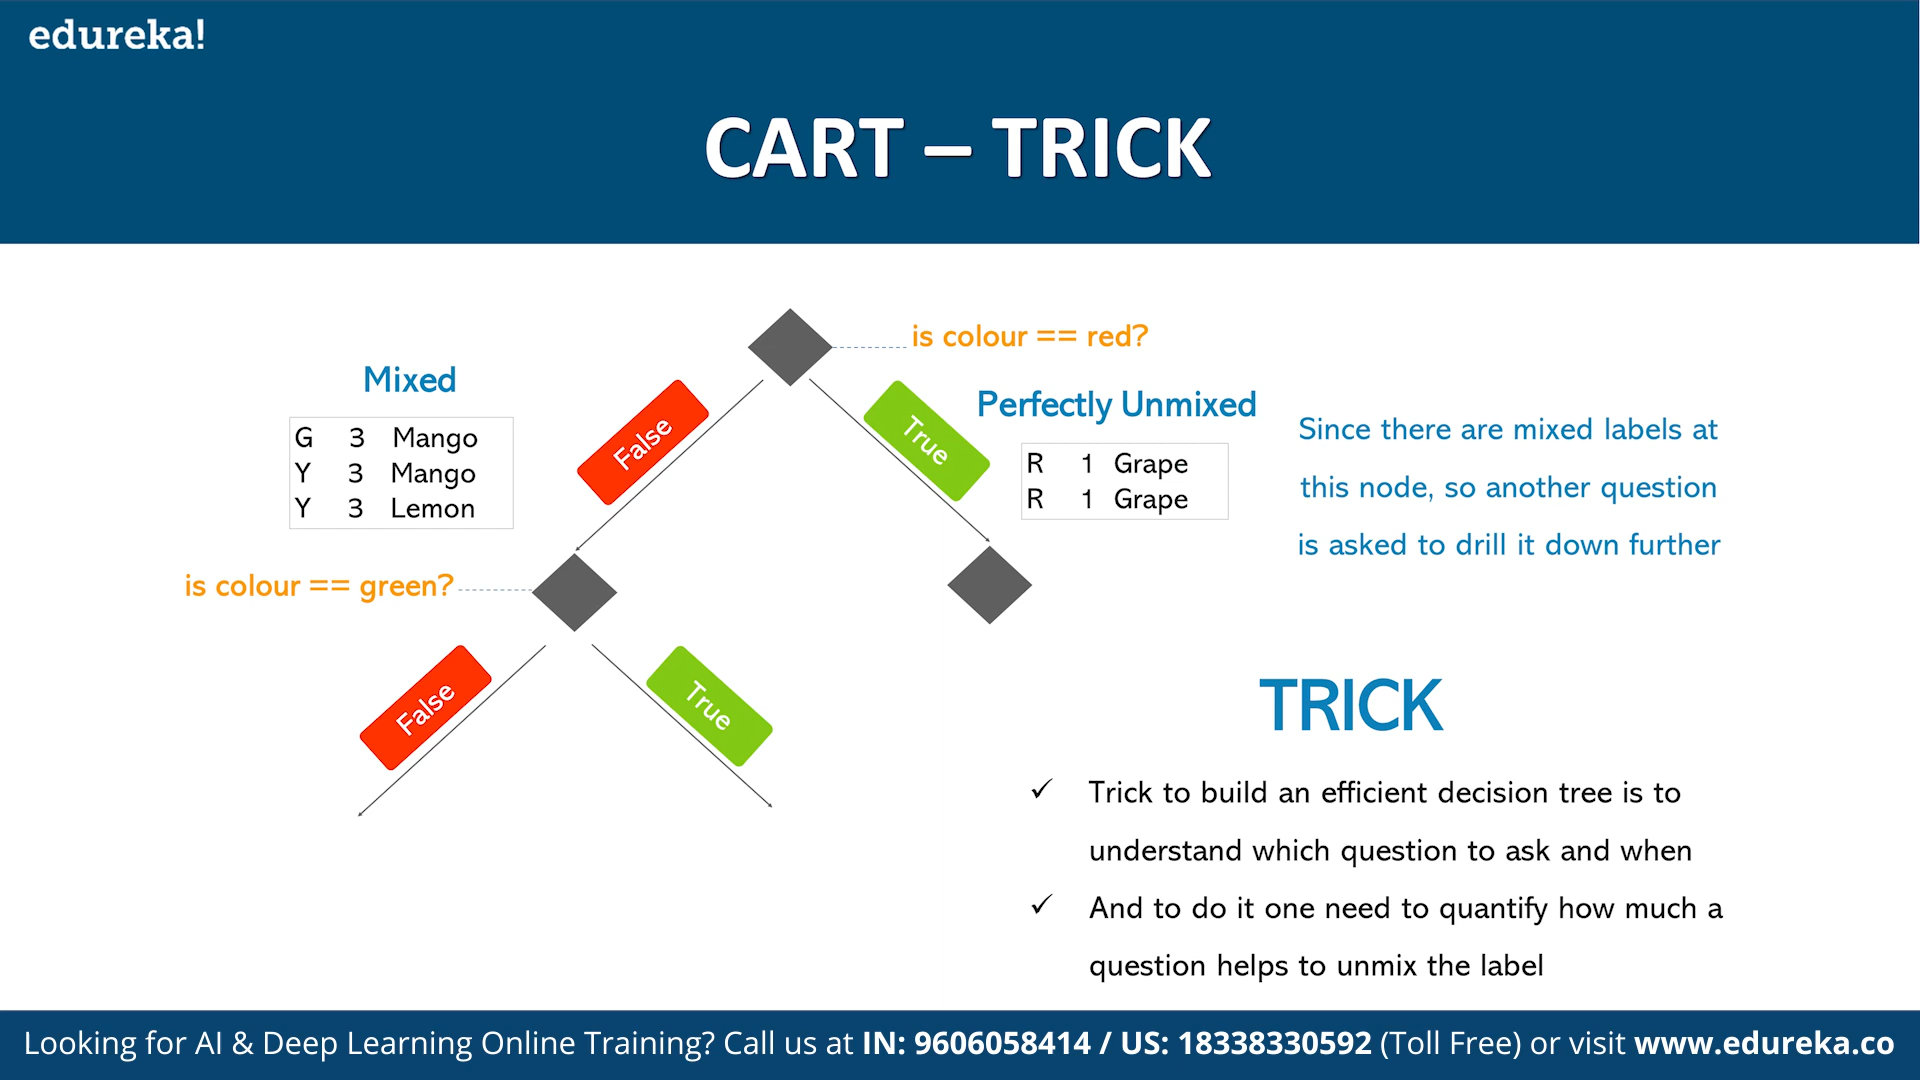 edureka!
CART – TRICK
is colour == red?
Mixed
False
True
Perfectly Unmixed
G 3 Mango
Y 3 Mango
Y 3 Lemon
R 1 Grape
R 1 Grape
Since there are mixed labels at
this node, so another question
is asked to drill it down further
is colour == green?
False
True
TRICK
✓ Trick to build an efficient decision tree is to
understand which question to ask and when
✓ And to do it one need to quantify how much a
question helps to unmix the label
Looking for AI & Deep Learning Online Training? Call us at IN: 9606058414 / US: 18338330592 (Toll Free) or visit www.edureka.co